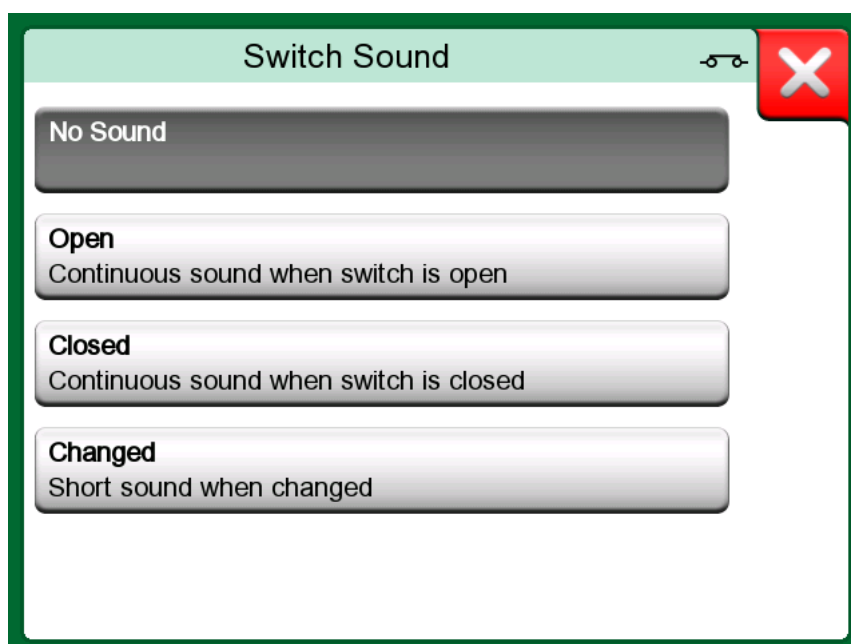 Switch Sound
No Sound
Open
Continuous sound when switch is open
Closed
Continuous sound when switch is closed
Changed
Short sound when changed